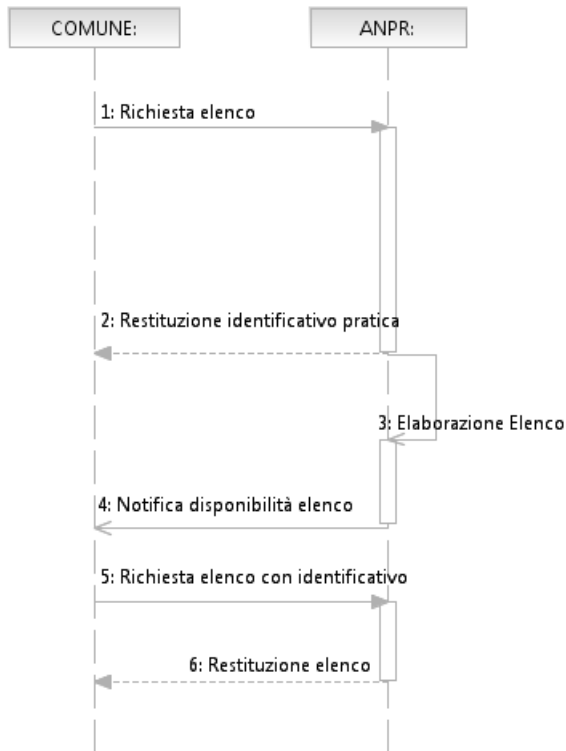 COMUNE:
ANPR:
1: Richiesta elenco
2: Restituzione identificativo pratica
3: Elaborazione Elenco
4: Notifica disponibilità elenco
5: Richiesta elenco con identificativo
6: Restituzione elenco